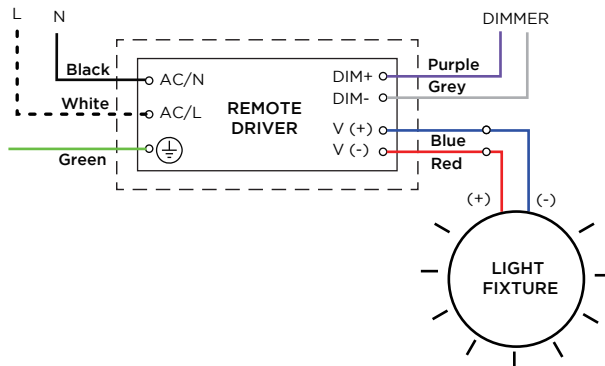 L N DIMMER
Black AC/N DIM+ Purple
White AC/L DIM- Grey
REMOTE
DRIVER
V (+) Blue
Green V (-) Red
(+) (-)
LIGHT
FIXTURE